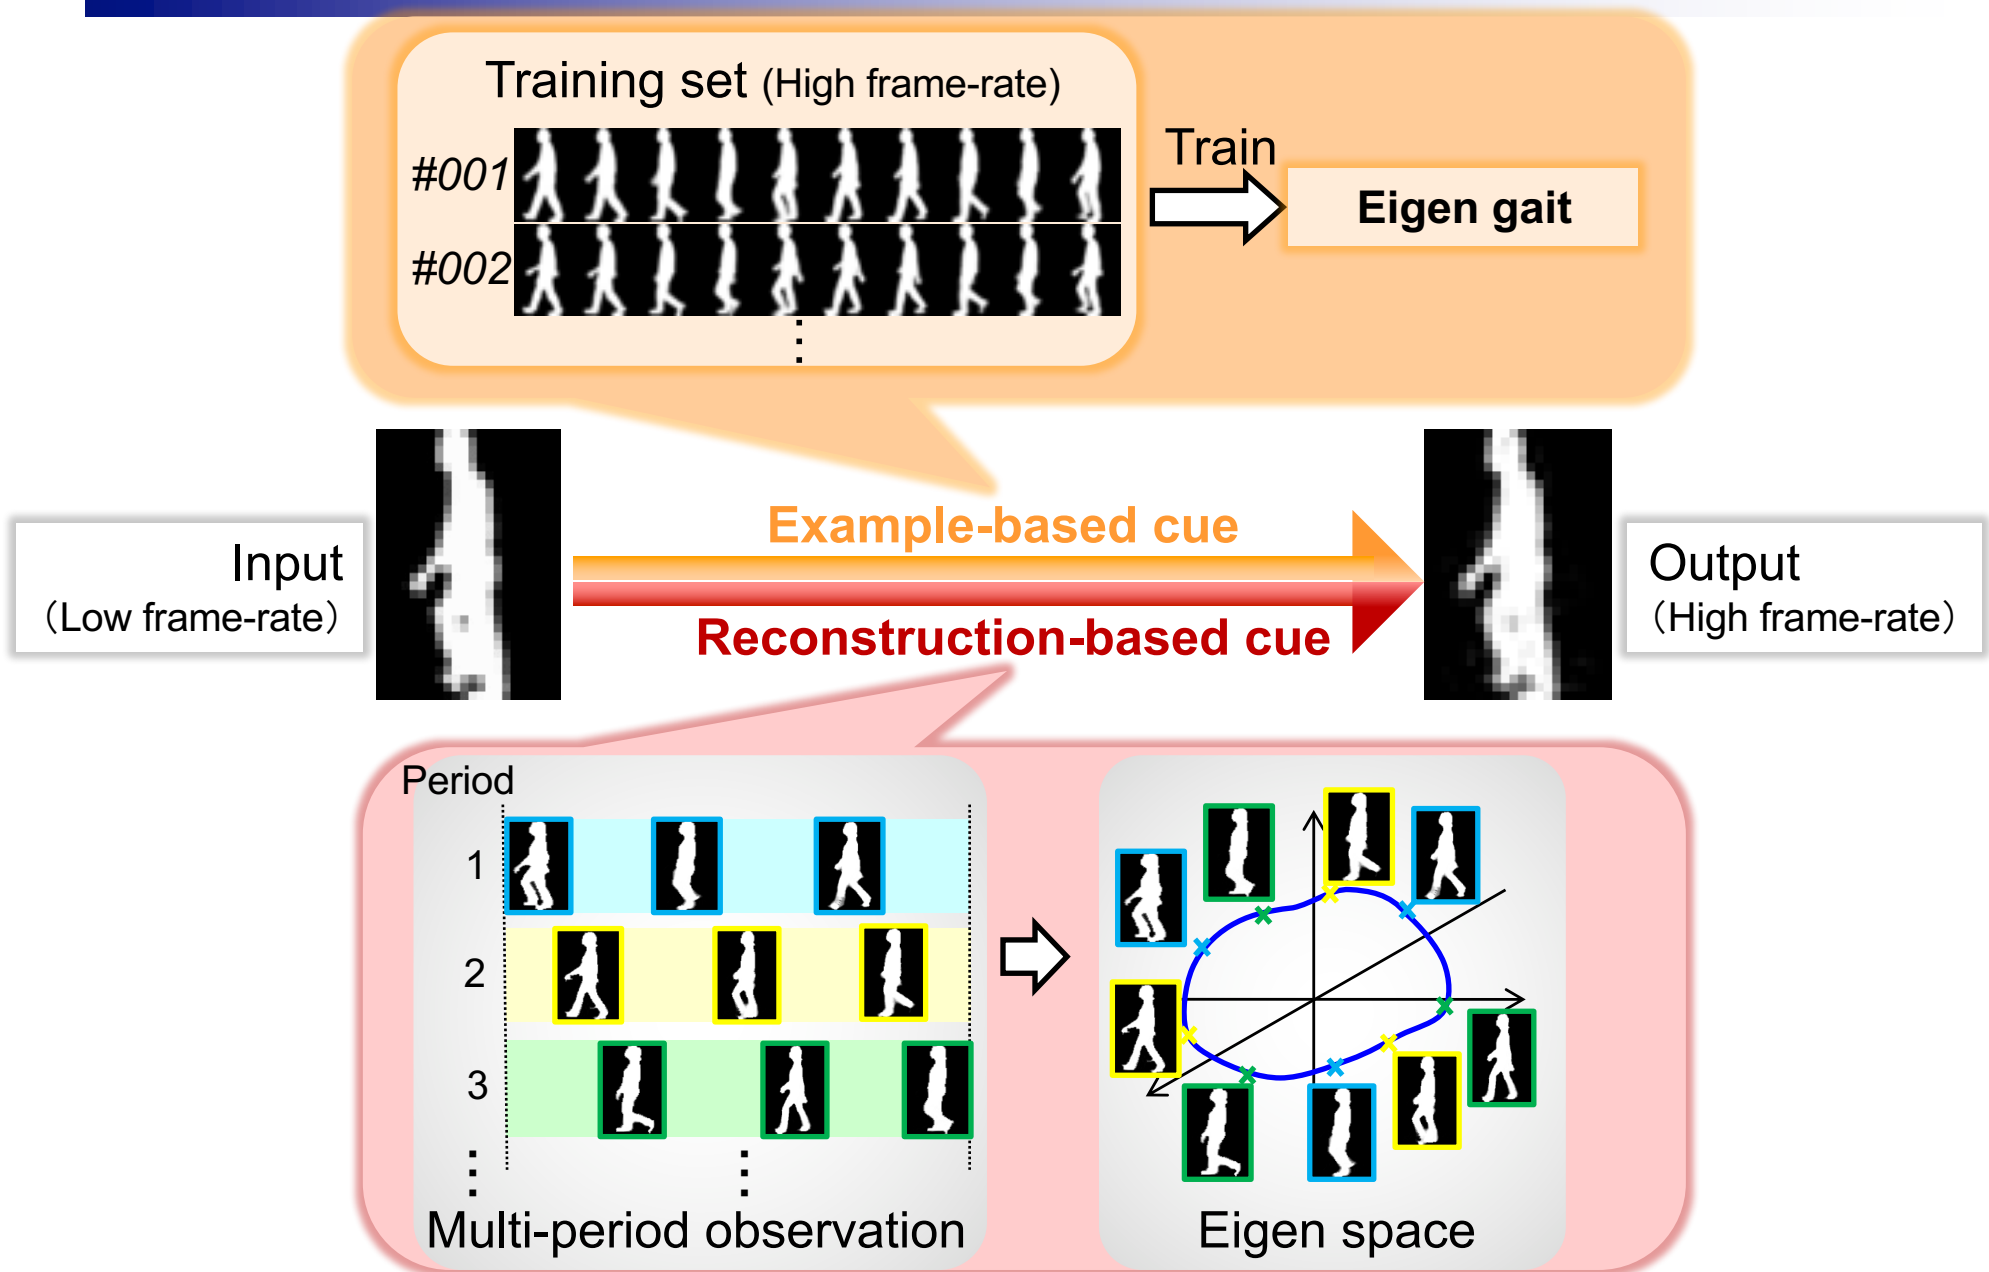 Training set (High frame-rate)
#001
#002
⋮
Train
Eigen gait
Input
（Low frame-rate）
Example-based cue
Reconstruction-based cue
Output
（High frame-rate）
Period
1
2
3
⋮ ⋮
Multi-period observation
Eigen space